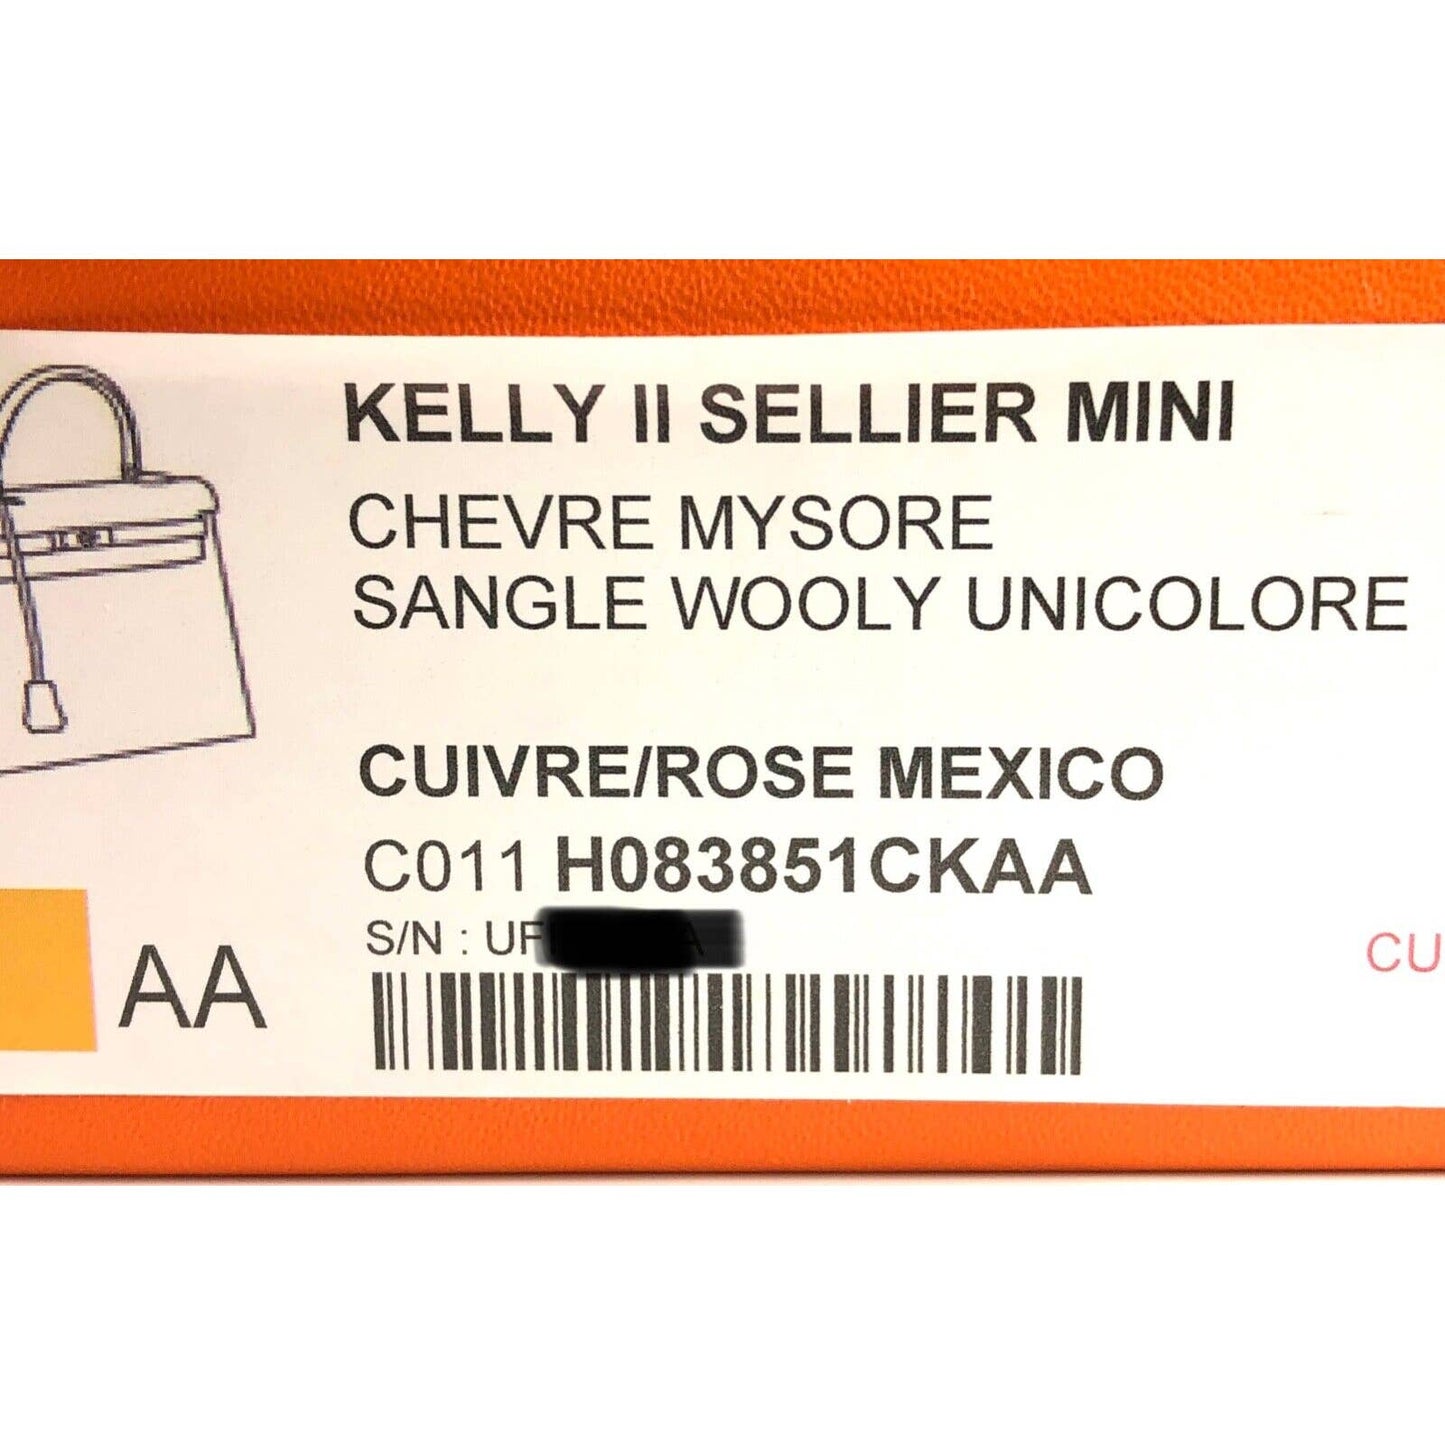 KELLY II SELLIER MINI
CHEVRE MYSORE
SANGLE WOOLY UNICOLORE
CUIVRE/ROSE MEXICO
C011 H083851CKAA
S/N : UF
AA
CU